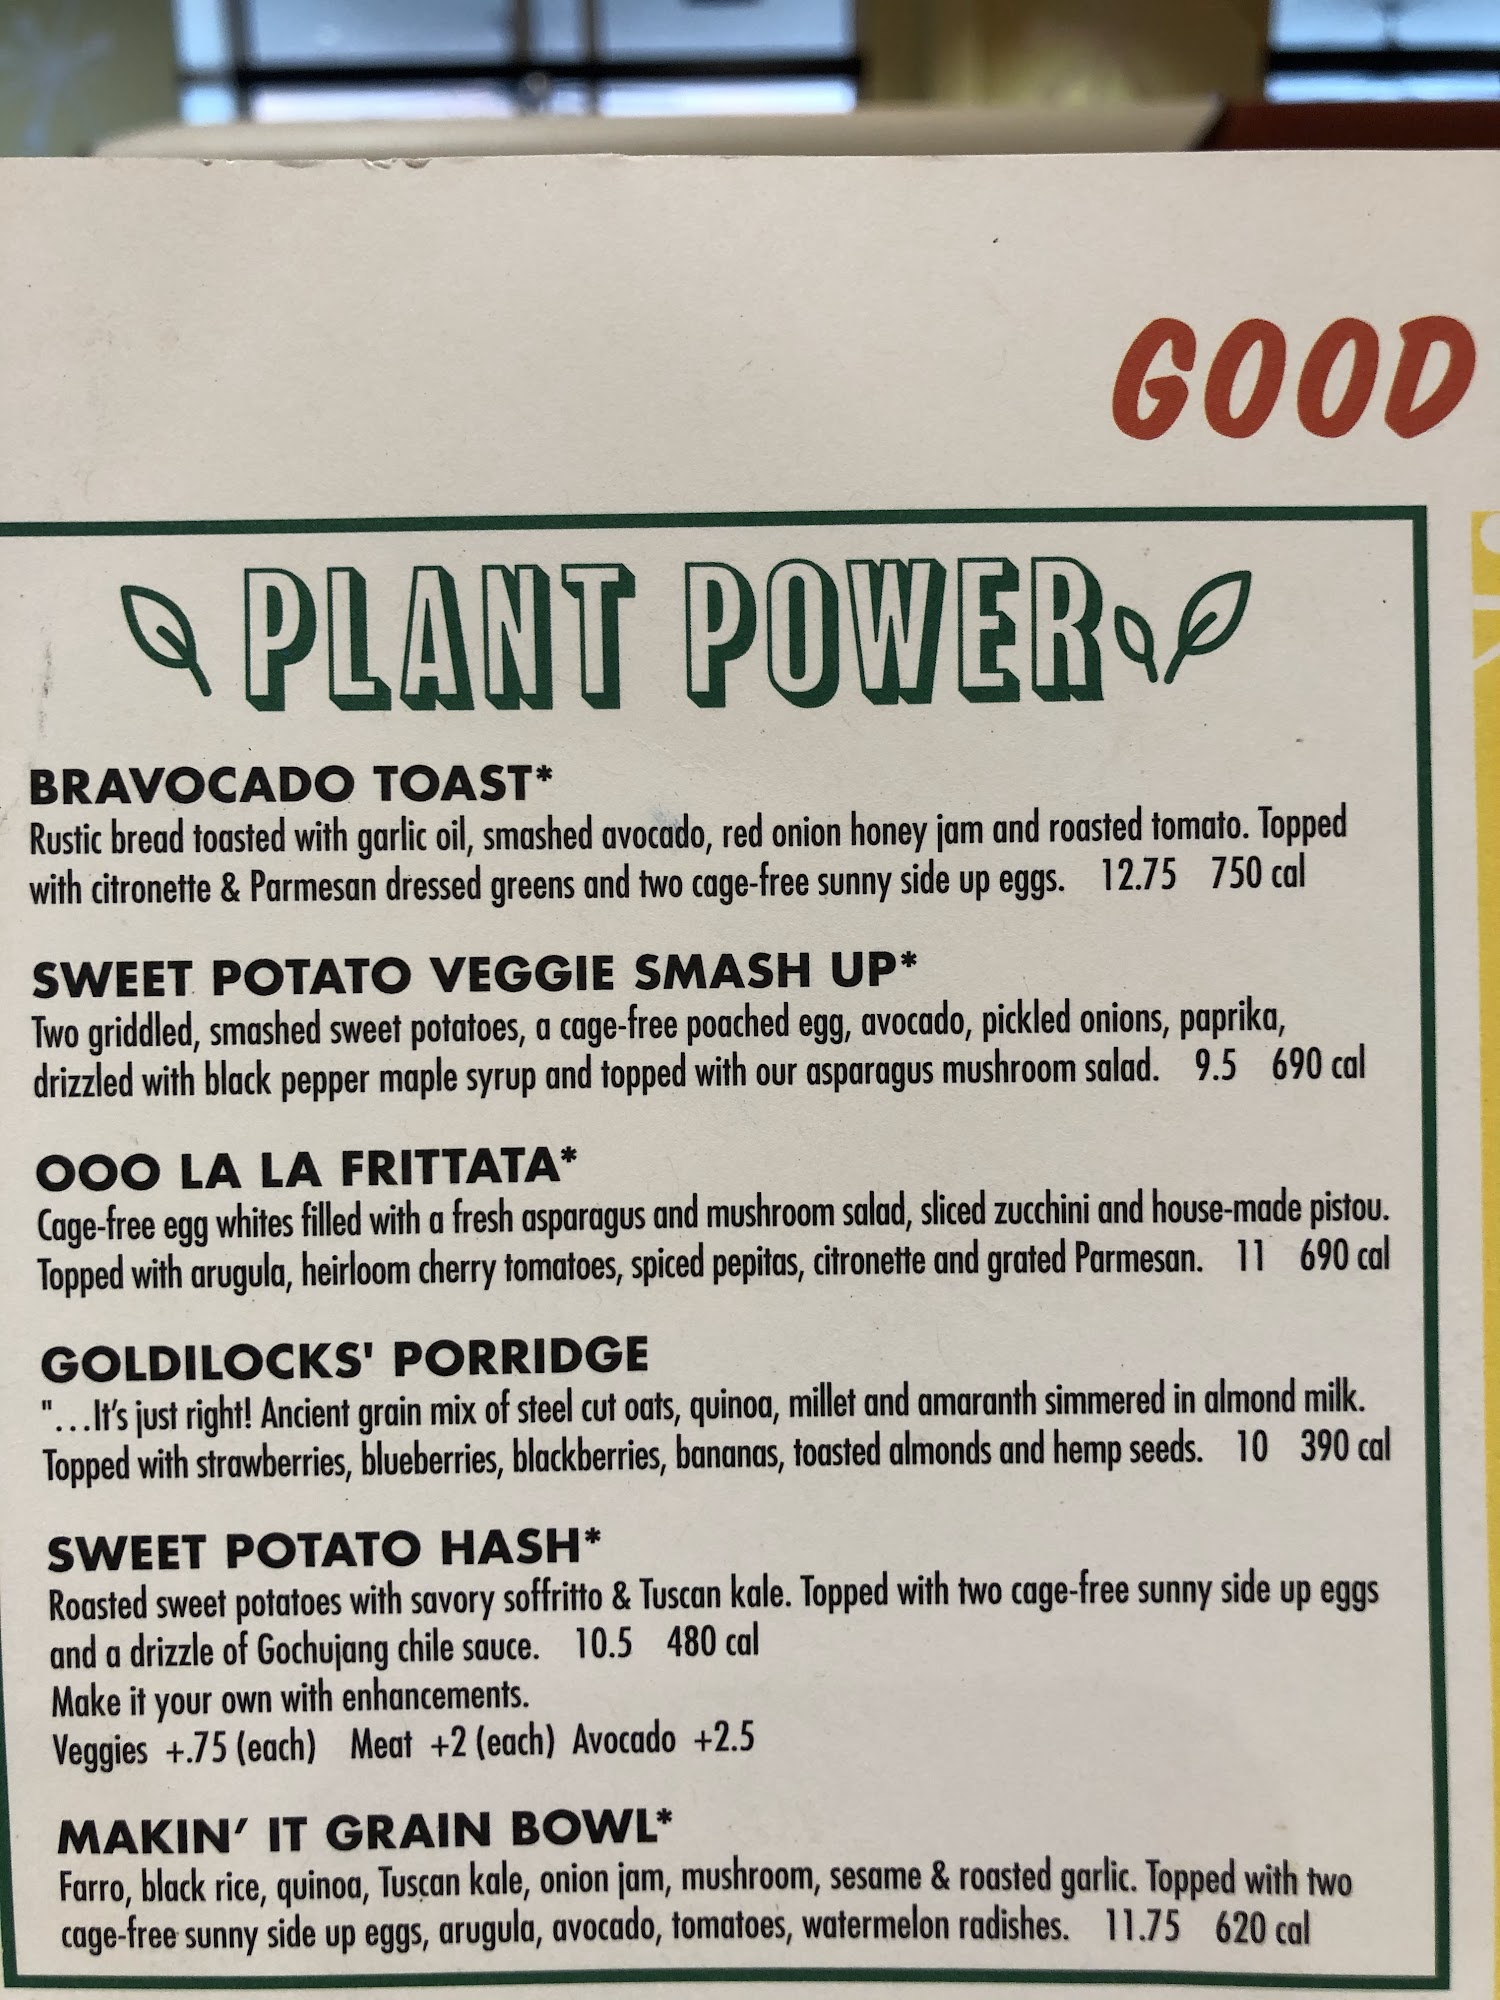 GOOD
PLANT POWER
BRAVOCADO TOAST*
Rustic bread toasted with garlic oil, smashed avocado, red onion honey jam and roasted tomato. Topped
with citronette & Parmesan dressed greens and two cage-free sunny side up eggs. 12.75 750 cal
SWEET POTATO VEGGIE SMASH UP*
Two griddled, smashed sweet potatoes, a cage-free poached egg, avocado, pickled onions, paprika,
drizzled with black pepper maple syrup and topped with our asparagus mushroom salad. 9.5 690 cal
OOO LA LA FRITTATA*
Cage-free egg whites filled with a fresh asparagus and mushroom salad, sliced zucchini and house-made pistou.
Topped with arugula, heirloom cherry tomatoes, spiced pepitas, citronette and grated Parmesan. 11 690 cal
GOLDILOCKS' PORRIDGE
"...It's just right! Ancient grain mix of steel cut oats, quinoa, millet and amaranth simmered in almond milk.
Topped with strawberries, blueberries, blackberries, bananas, toasted almonds and hemp seeds. 10 390 cal
SWEET POTATO HASH*
Roasted sweet potatoes with savory soffritto & Tuscan kale. Topped with two cage-free sunny side up eggs
and a drizzle of Gochujang chile sauce. 10.5 480 cal
Make it your own with enhancements.
Veggies +.75 (each) Meat +2 (each) Avocado +2.5
MAKIN' IT GRAIN BOWL*
Farro, black rice, quinoa, Tuscan kale, onion jam, mushroom, sesame & roasted garlic. Topped with two
cage-free sunny side up eggs, arugula, avocado, tomatoes, watermelon radishes. 11.75 620 cal